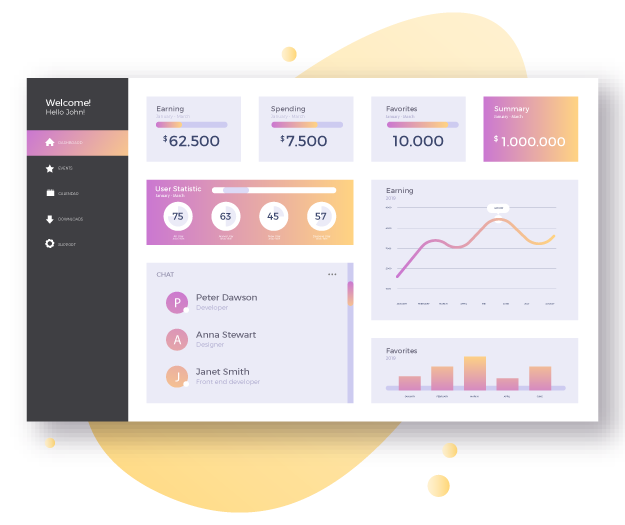 Welcome!
Hello John!
DASHBOARD
EVENTS
CALENDAR
DOWNLOADS
SUPPORT
Earning
January - March
$62.500
Spending
January - March
$7.500
Favorites
January - March
10.000
Summary
January - March
$1.000.000
User Statistic
January - March
75
63
45
57
CHAT
P
Peter Dawson
Developer
A
Anna Stewart
Designer
J
Janet Smith
Front end developer
Earning
2019
Favorites
2019